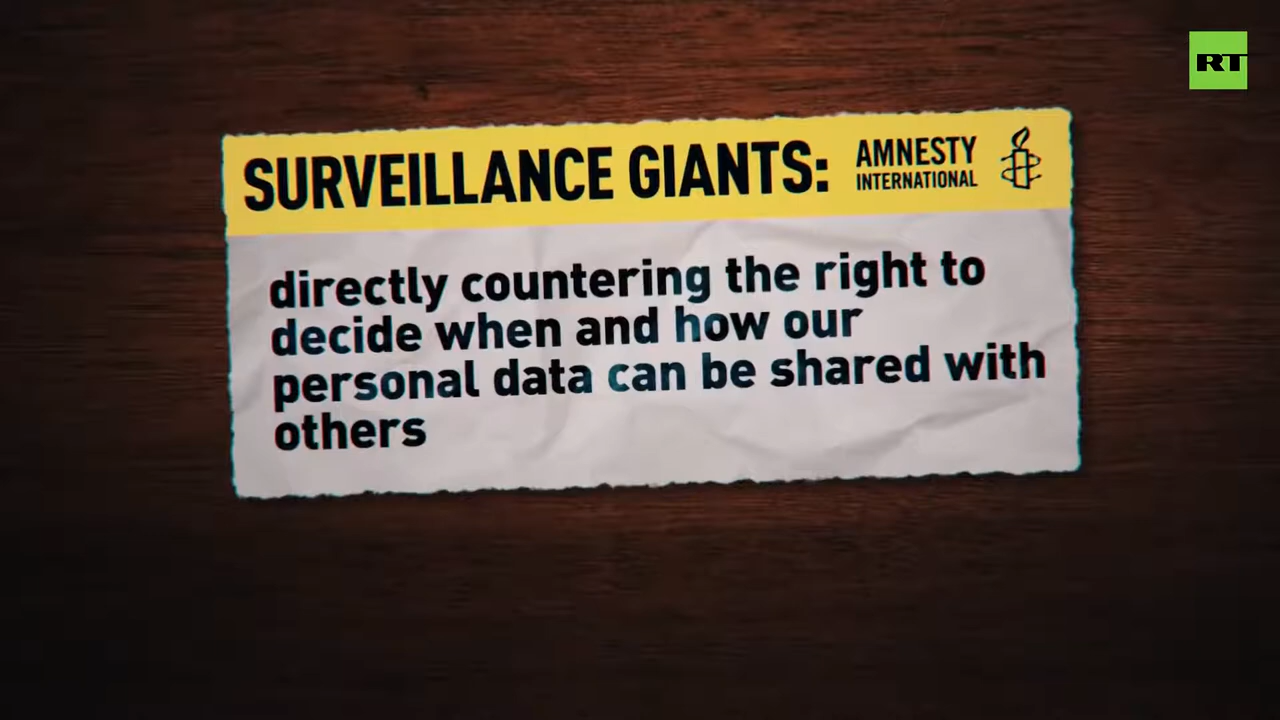 RT
SURVEILLANCE GIANTS:
AMNESTY
INTERNATIONAL
directly countering the right to
decide when and how our
personal data can be shared with
others